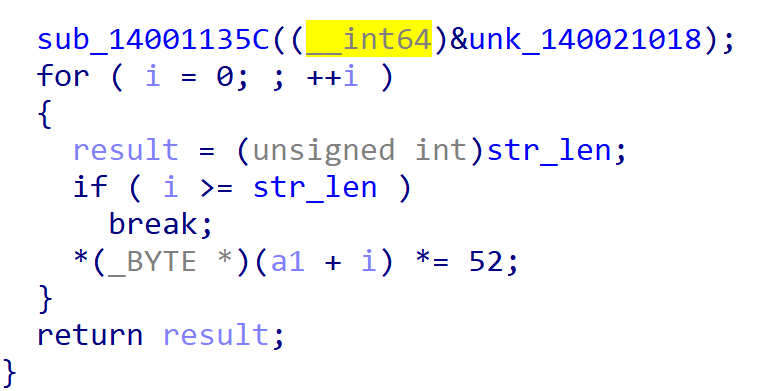 sub_14001135C((__int64)&unk_140021018);
for ( i = 0; ; ++i )
{
result = (unsigned int)str_len;
if ( i >= str_len )
break;
*(_BYTE *)(a1 + i) *= 52;
}
return result;
}